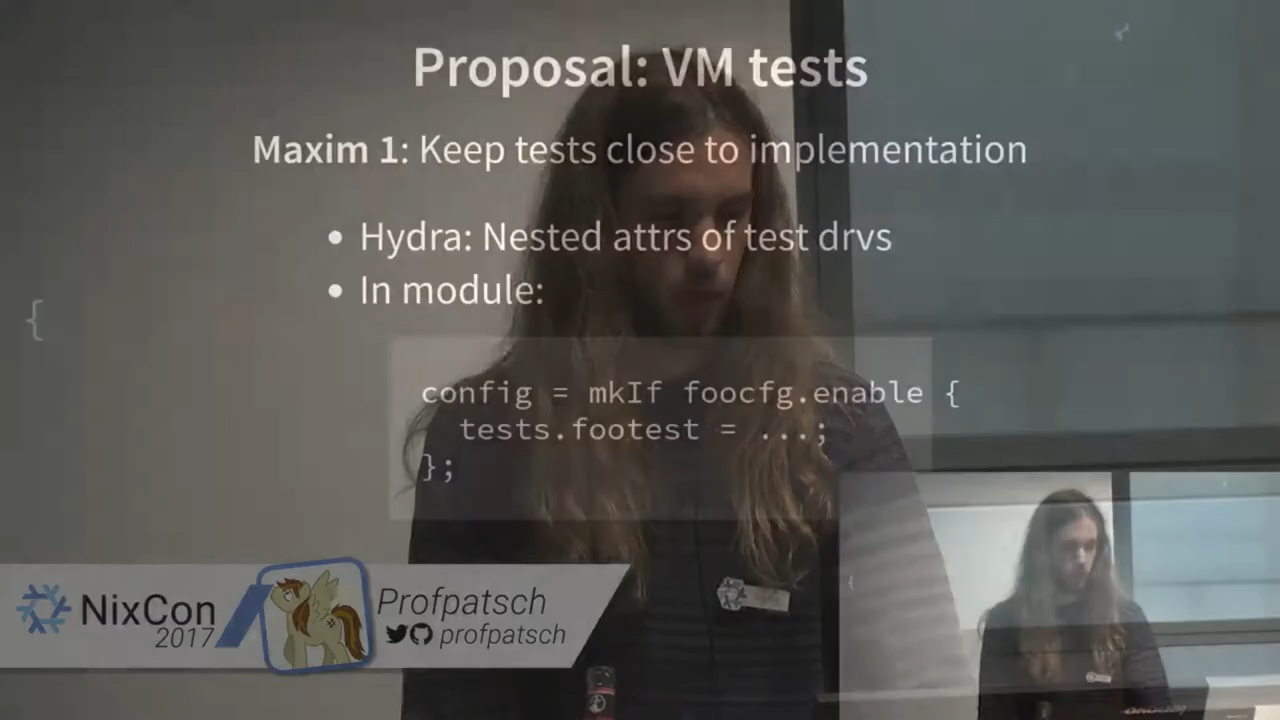 Proposal: VM tests
Maxim 1: Keep tests close to implementation
• Hydra: Nested attrs of test drvs
• In module:
{
config = mkIf foocfg.enable {
tests.footest = ...;
};
NixCon
2017
Profpatsch
profpatsch